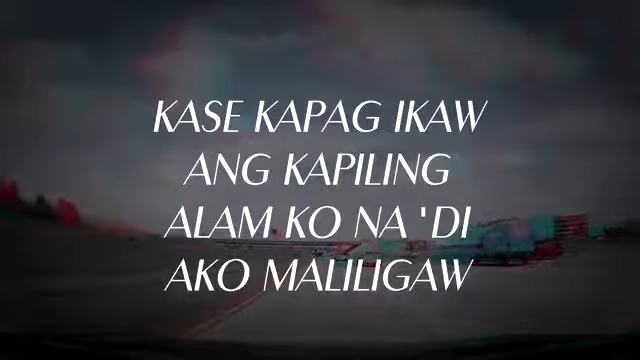 KASE KAPAG IKAW
ANG KAPILING
ALAM KO NA 'DI
AKO MALILIGAW